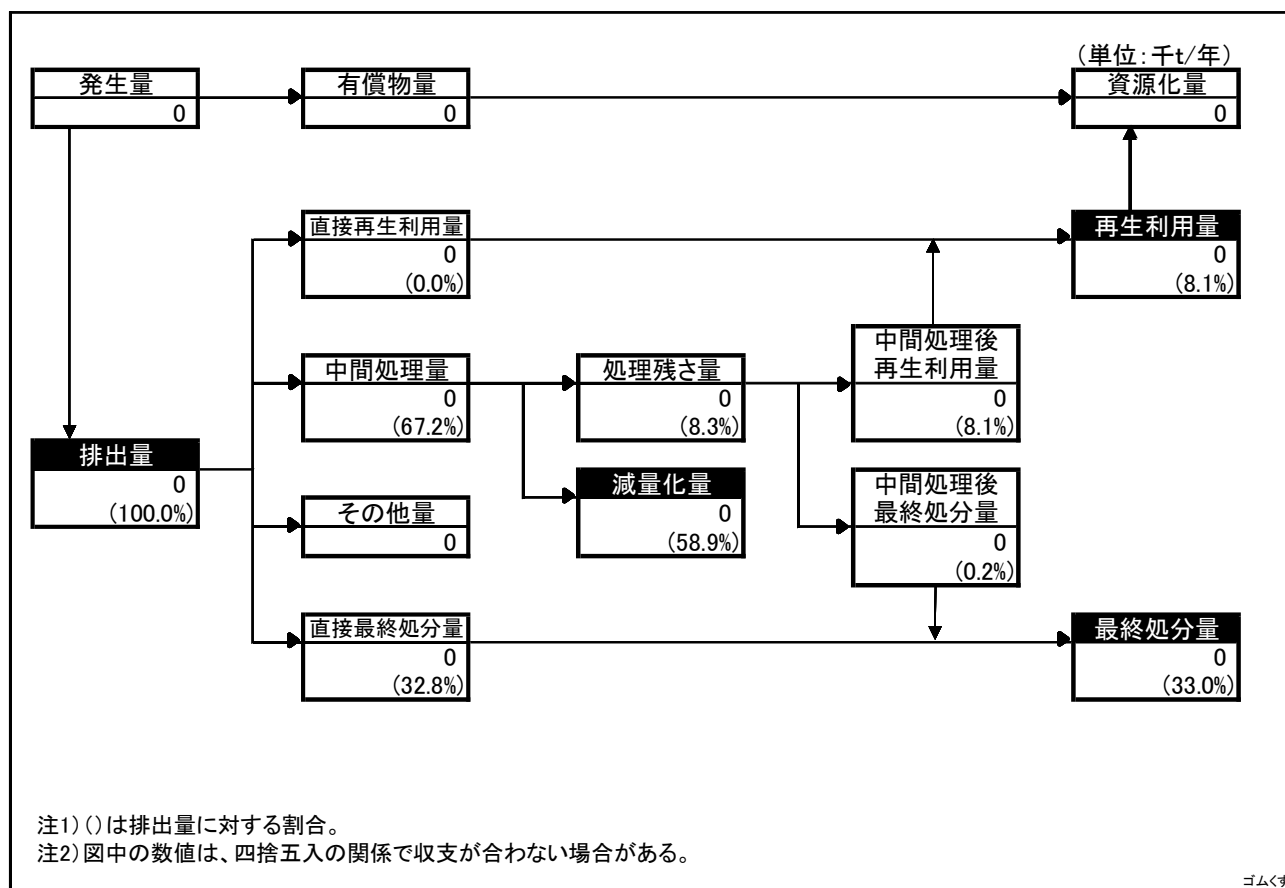 (単位:千t/年)
発生量
0
有償物量
0
資源化量
0
直接再生利用量
0
(0.0%)
再生利用量
0
(8.1%)
中間処理量
0
(67.2%)
処理残さ量
0
(8.3%)
中間処理後
再生利用量
0
(8.1%)
排出量
0
(100.0%)
減量化量
0
(58.9%)
中間処理後
最終処分量
0
(0.2%)
その他量
0
直接最終処分量
0
(32.8%)
最終処分量
0
(33.0%)
注1)()は排出量に対する割合。
注2)図中の数値は、四捨五入の関係で収支が合わない場合がある。
ゴムくず